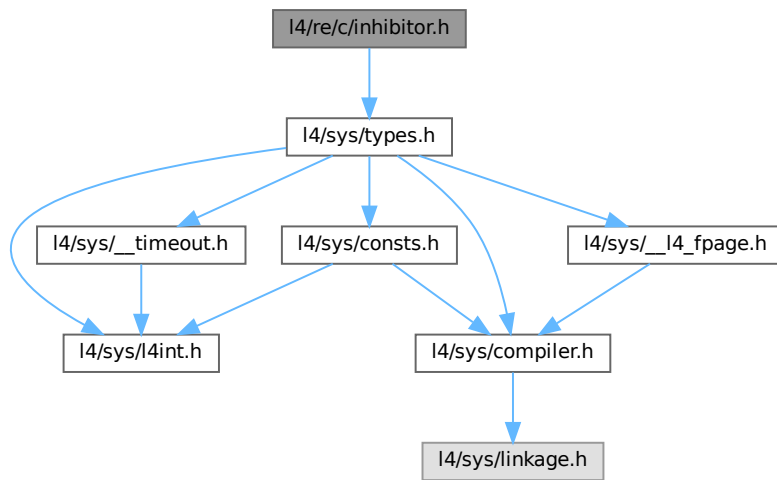 l4/re/c/inhibitor.h
l4/sys/types.h
l4/sys/__timeout.h
l4/sys/consts.h
l4/sys/__l4_fpage.h
l4/sys/l4int.h
l4/sys/compiler.h
l4/sys/linkage.h